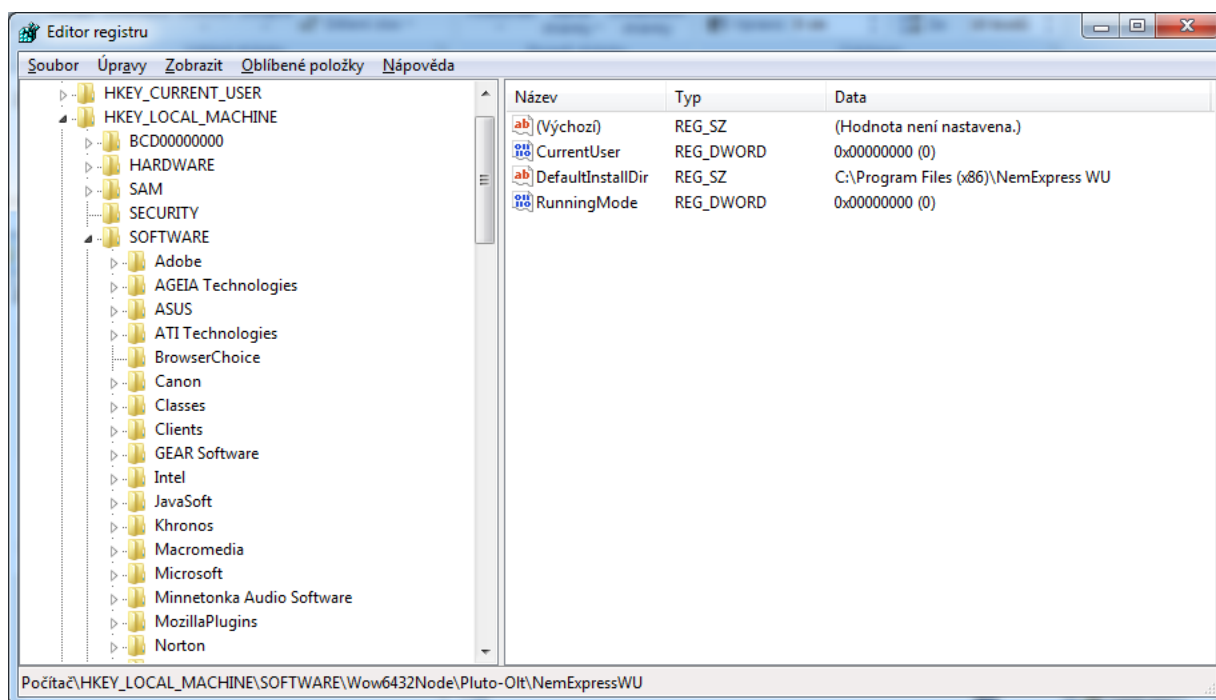 Editor registru
Soubor Úpravy Zobrazit Oblíbené položky Nápověda
HKEY_CURRENT_USER
HKEY_LOCAL_MACHINE
BCD00000000
HARDWARE
SAM
SECURITY
SOFTWARE
Adobe
AGEIA Technologies
ASUS
ATI Technologies
BrowserChoice
Canon
Classes
Clients
GEAR Software
Intel
JavaSoft
Khronos
Macromedia
Microsoft
Minnetonka Audio Software
MozillaPlugins
Norton
Název Typ Data
(Výchozí) REG_SZ (Hodnota není nastavena.)
CurrentUser REG_DWORD 0x00000000 (0)
DefaultInstallDir REG_SZ C:\Program Files (x86)\NemExpress WU
RunningMode REG_DWORD 0x00000000 (0)
Počítač\HKEY_LOCAL_MACHINE\SOFTWARE\Wow6432Node\Pluto-Olt\NemExpressWU